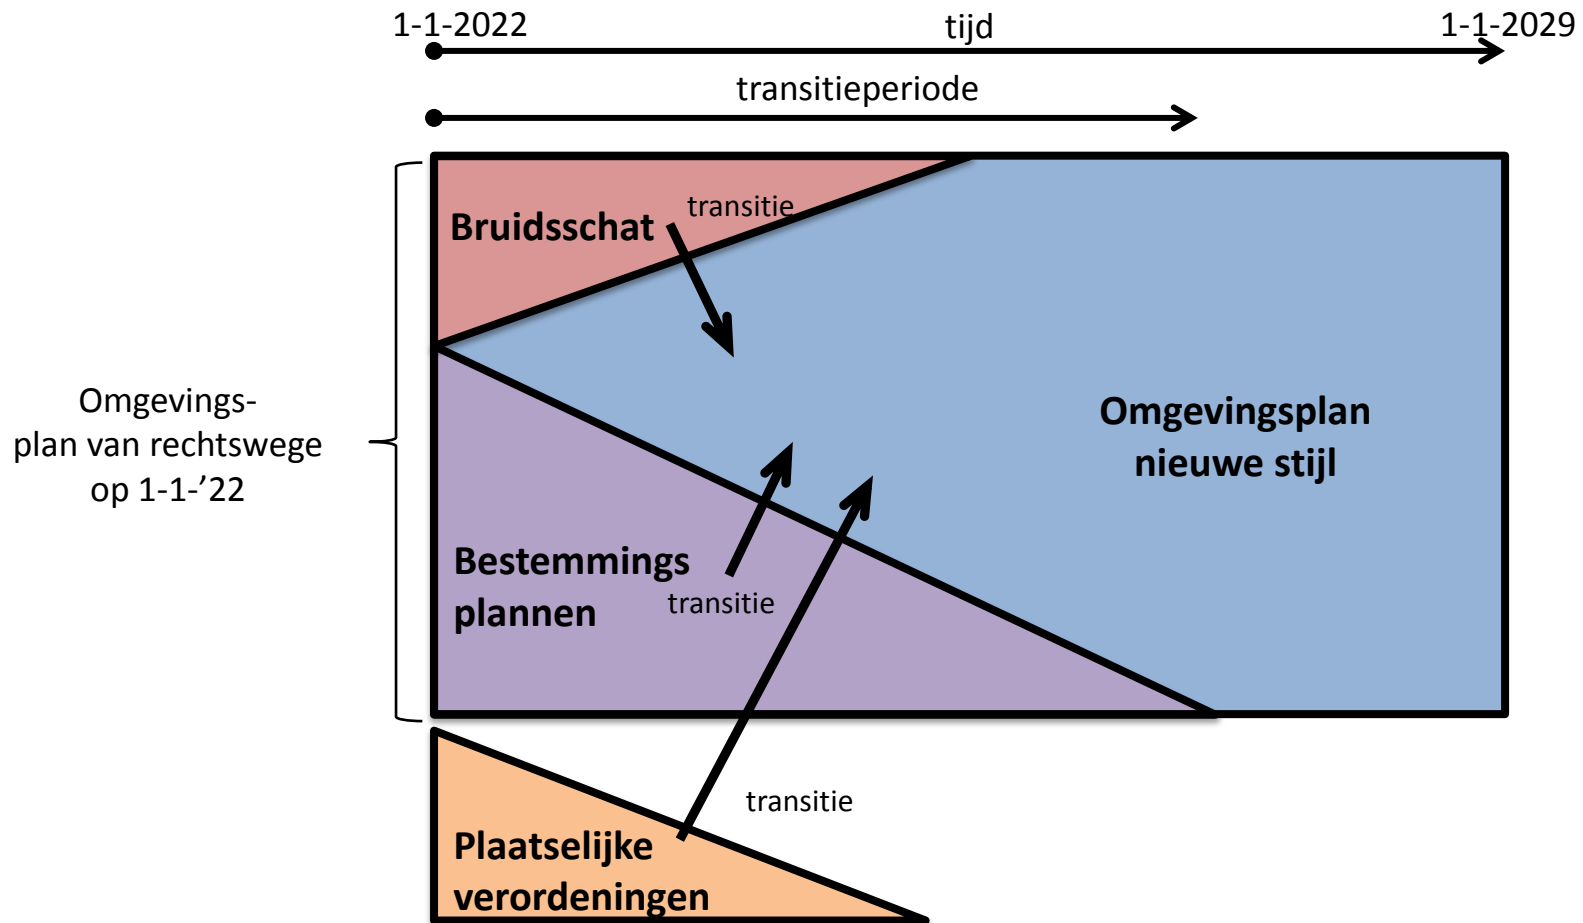 1-1-2022 tijd 1-1-2029
transitieperiode
Bruidsschat
transitie
Omgevings-
plan van rechtswege
op 1-1-’22
Omgevingsplan
nieuwe stijl
Bestemmings
plannen
transitie
transitie
Plaatselijke
verordeningen